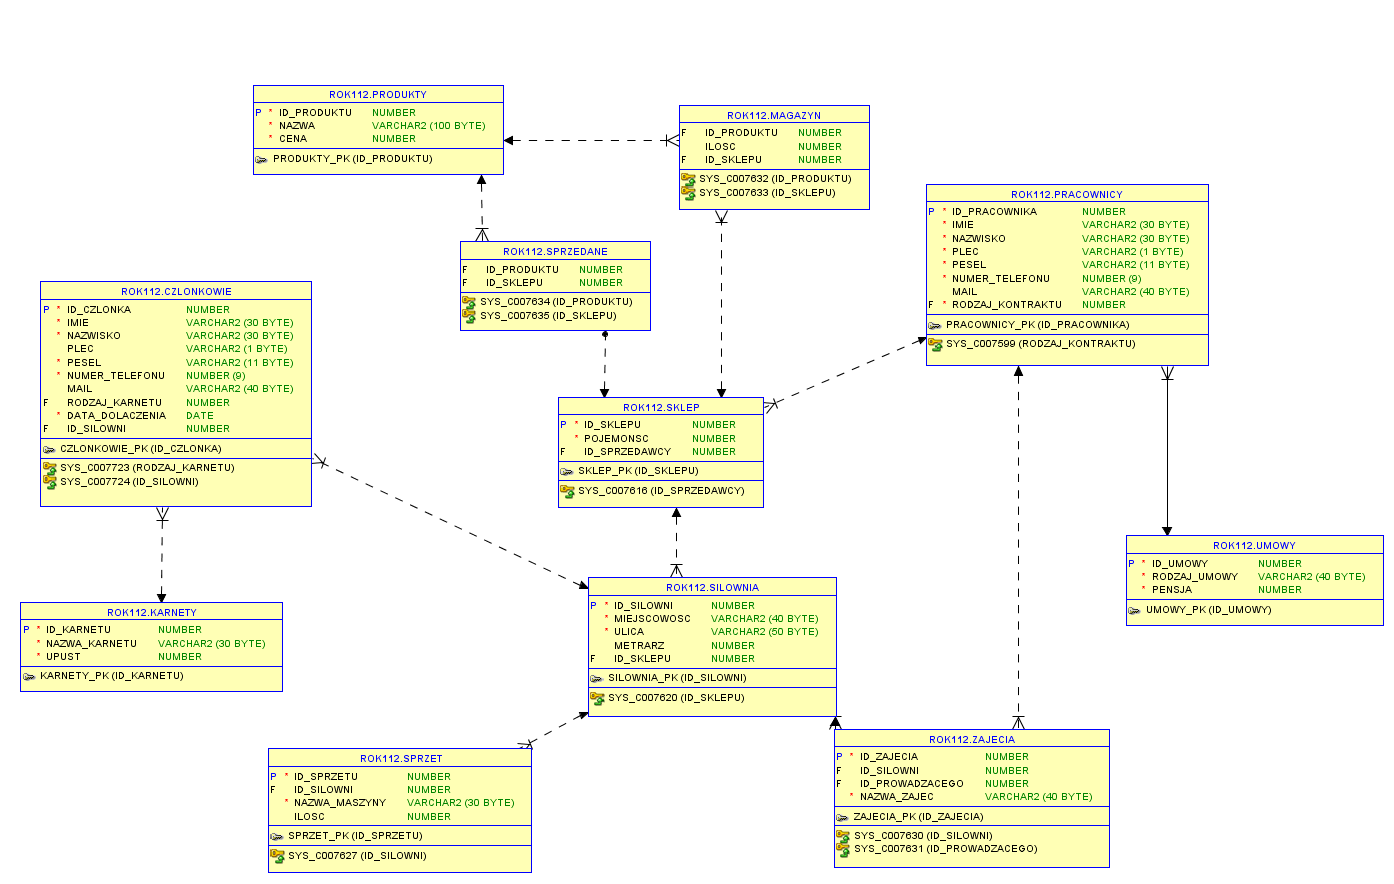 ROK112.PRODUKTY
P * ID_PRODUKTU NUMBER
* NAZWA VARCHAR2 (100 BYTE)
* CENA NUMBER
PRODUKTY_PK (ID_PRODUKTU)
ROK112.MAGAZYN
F ID_PRODUKTU NUMBER
ILOSC NUMBER
F ID_SKLEPU NUMBER
SYS_C007632 (ID_PRODUKTU)
SYS_C007633 (ID_SKLEPU)
ROK112.PRACOWNICY
P * ID_PRACOWNIKA NUMBER
* IMIE VARCHAR2 (30 BYTE)
* NAZWISKO VARCHAR2 (30 BYTE)
* PLEC VARCHAR2 (1 BYTE)
* PESEL VARCHAR2 (11 BYTE)
* NUMER_TELEFONU NUMBER (9)
MAIL VARCHAR2 (40 BYTE)
F * RODZAJ_KONTRAKTU NUMBER
PRACOWNICY_PK (ID_PRACOWNIKA)
SYS_C007599 (RODZAJ_KONTRAKTU)
ROK112.SPRZEDANE
F ID_PRODUKTU NUMBER
F ID_SKLEPU NUMBER
SYS_C007634 (ID_PRODUKTU)
SYS_C007635 (ID_SKLEPU)
ROK112.CZLONKOWIE
P * ID_CZLONKA NUMBER
* IMIE VARCHAR2 (30 BYTE)
* NAZWISKO VARCHAR2 (30 BYTE)
PLEC VARCHAR2 (1 BYTE)
* PESEL VARCHAR2 (11 BYTE)
* NUMER_TELEFONU NUMBER (9)
MAIL VARCHAR2 (40 BYTE)
F RODZAJ_KARNETU NUMBER
* DATA_DOLACZENIA DATE
F ID_SILOWNI NUMBER
CZLONKOWIE_PK (ID_CZLONKA)
SYS_C007723 (RODZAJ_KARNETU)
SYS_C007724 (ID_SILOWNI)
ROK112.SKLEP
P * ID_SKLEPU NUMBER
* POJEMONSC NUMBER
F ID_SPRZEDAWCY NUMBER
SKLEP_PK (ID_SKLEPU)
SYS_C007616 (ID_SPRZEDAWCY)
ROK112.UMOWY
P * ID_UMOWY NUMBER
* RODZAJ_UMOWY VARCHAR2 (40 BYTE)
* PENSJA NUMBER
UMOWY_PK (ID_UMOWY)
ROK112.SILOWNIA
P * ID_SILOWNI NUMBER
* MIEJSCOWOSC VARCHAR2 (40 BYTE)
* ULICA VARCHAR2 (50 BYTE)
METRARZ NUMBER
F ID_SKLEPU NUMBER
SILOWNIA_PK (ID_SILOWNI)
SYS_C007620 (ID_SKLEPU)
ROK112.KARNETY
P * ID_KARNETU NUMBER
* NAZWA_KARNETU VARCHAR2 (30 BYTE)
* UPUST NUMBER
KARNETY_PK (ID_KARNETU)
ROK112.SPRZET
P * ID_SPRZETU NUMBER
F ID_SILOWNI NUMBER
* NAZWA_MASZYNY VARCHAR2 (30 BYTE)
ILOSC NUMBER
SPRZET_PK (ID_SPRZETU)
SYS_C007627 (ID_SILOWNI)
ROK112.ZAJECIA
P * ID_ZAJECIA NUMBER
F ID_SILOWNI NUMBER
F ID_PROWADZACEGO NUMBER
* NAZWA_ZAJEC VARCHAR2 (40 BYTE)
ZAJECIA_PK (ID_ZAJECIA)
SYS_C007630 (ID_SILOWNI)
SYS_C007631 (ID_PROWADZACEGO)